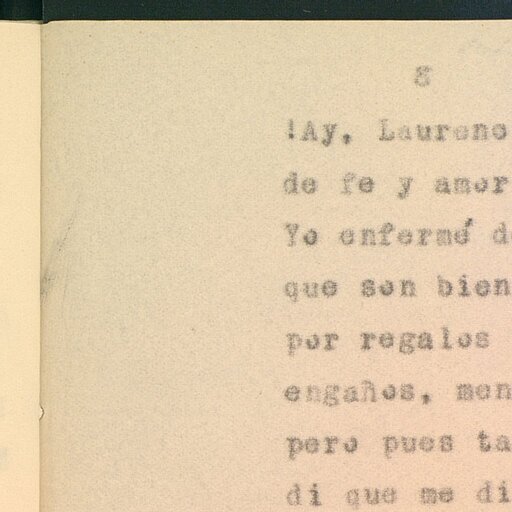 3
!Ay, Laureno
de fe y amor
Yo enfermé d
que son bien
por regalos
engaños, men
pero pues ta
di que me di